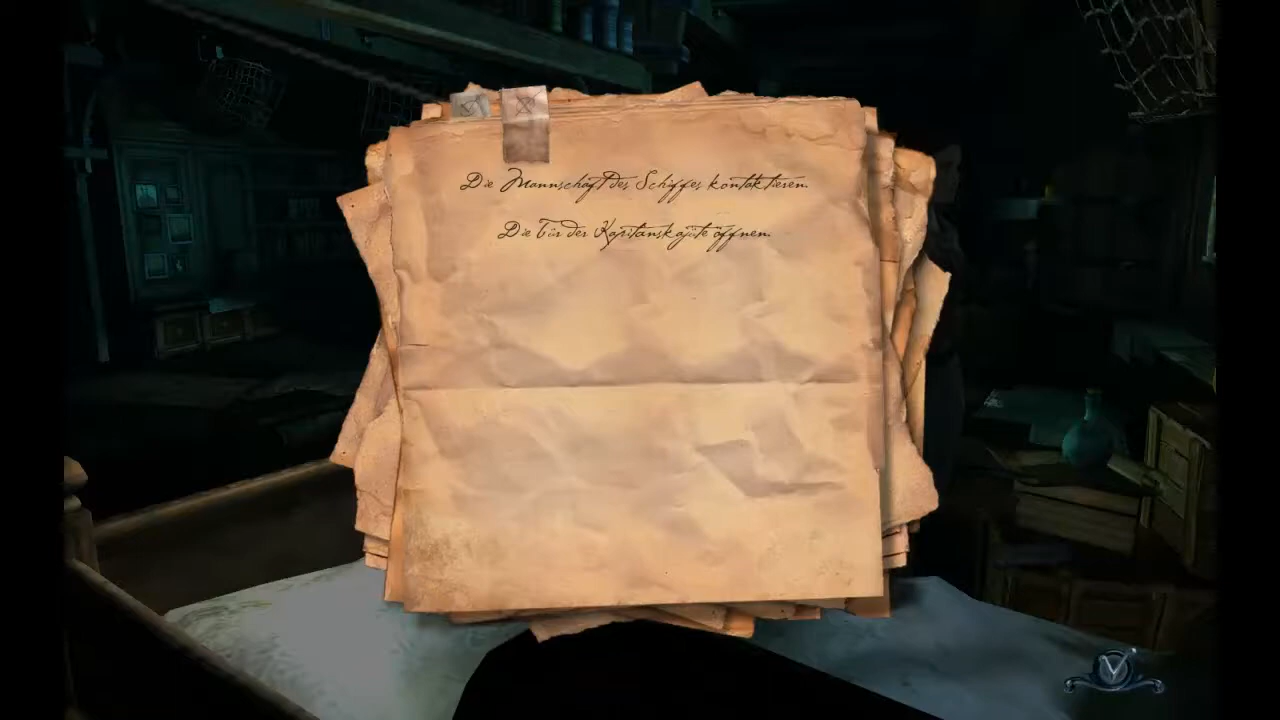 Die Mannschaft des Schiffes kontaktieren.
Die Tür der Kapitänskajüte öffnen.